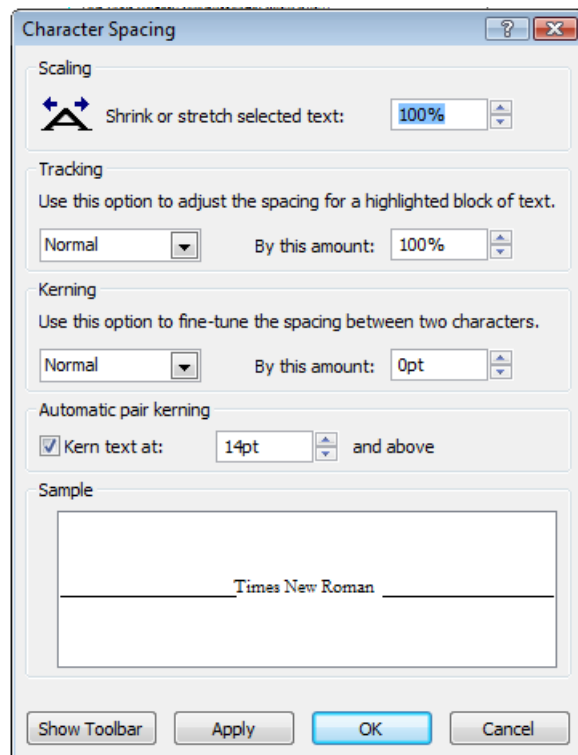 Character Spacing
Scaling
Shrink or stretch selected text: 100%
Tracking
Use this option to adjust the spacing for a highlighted block of text.
Normal By this amount: 100%
Kerning
Use this option to fine-tune the spacing between two characters.
Normal By this amount: 0pt
Automatic pair kerning
Kern text at: 14pt and above
Sample
Times New Roman
Show Toolbar Apply OK Cancel